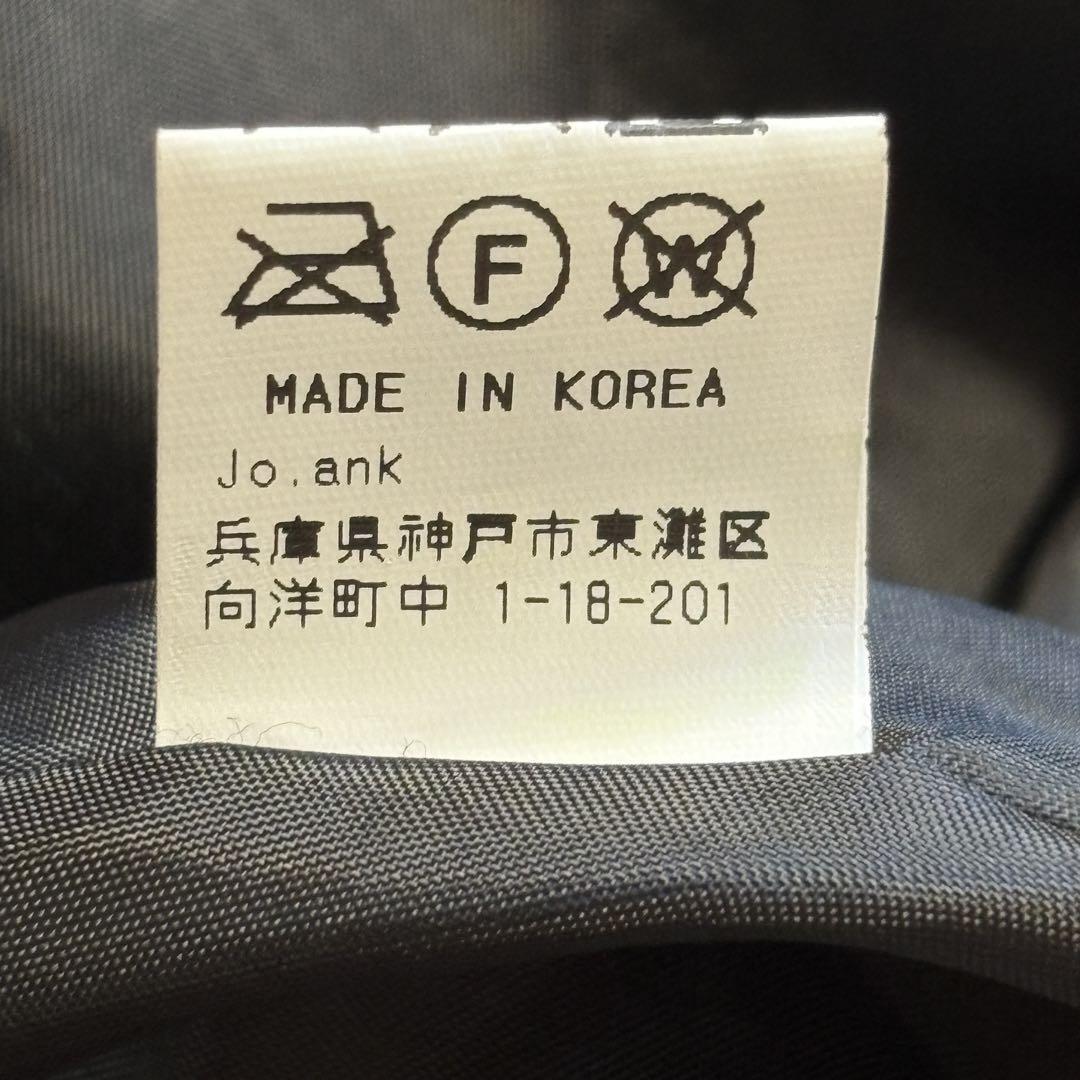 F W
MADE IN KOREA
Jo.ank
兵庫県神戸市東灘区
向洋町中 1-18-201